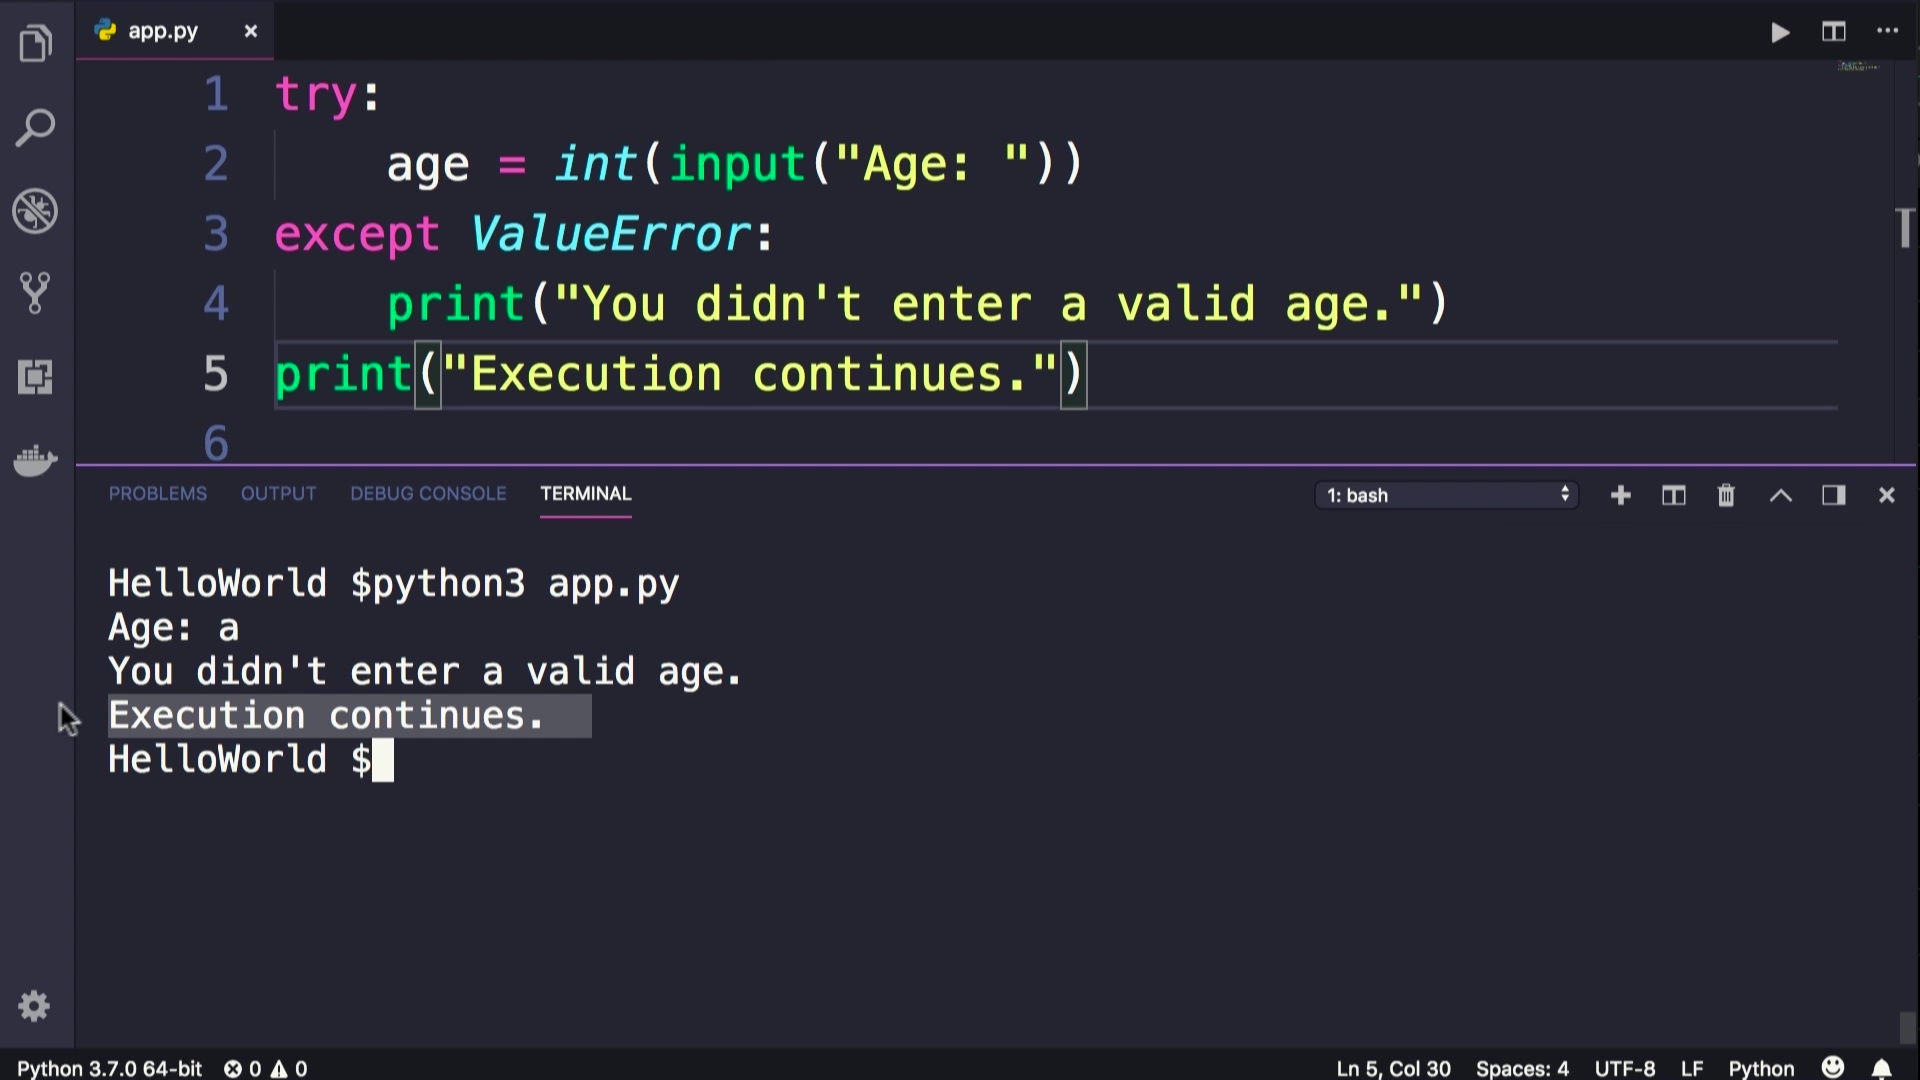 app.py
1 try:
2     age = int(input("Age: "))
3 except ValueError:
4     print("You didn't enter a valid age.")
5 print("Execution continues.")
6
PROBLEMS OUTPUT DEBUG CONSOLE TERMINAL 1: bash
HelloWorld $python3 app.py
Age: a
You didn't enter a valid age.
Execution continues.
HelloWorld $
Python 3.7.0 64-bit 0 0 Ln 5, Col 30 Spaces: 4 UTF-8 LF Python